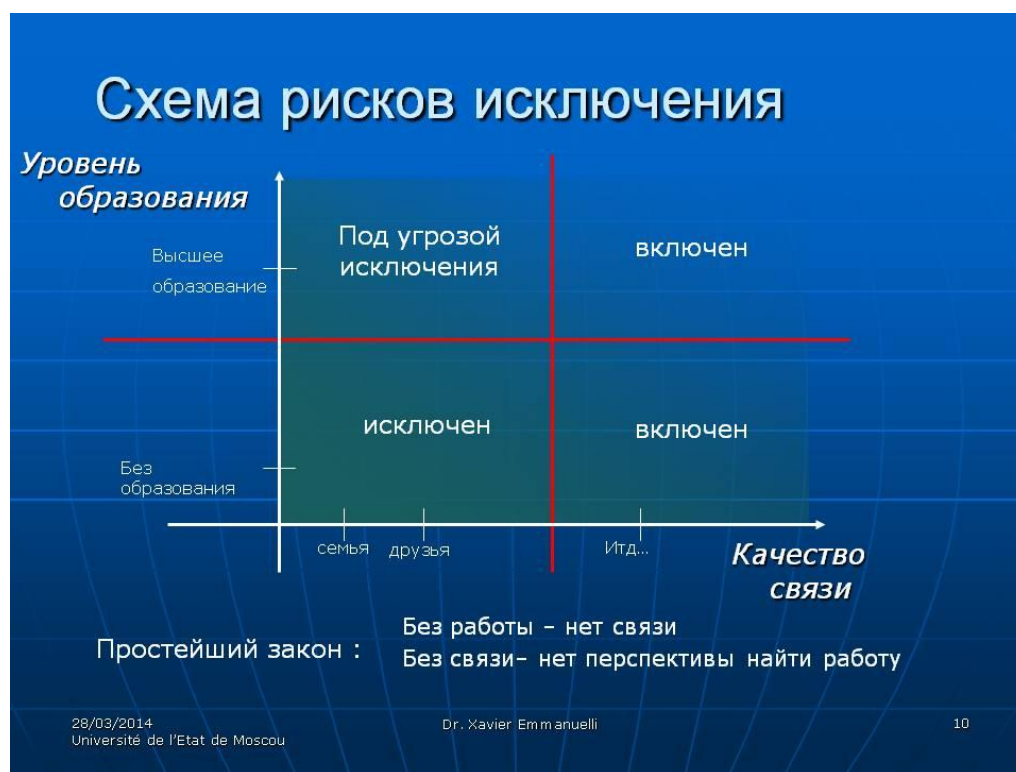 Схема рисков исключения
Уровень
образования
Под угрозой
исключения
включен
Высшее
образование
исключен
включен
Без
образования
семья
друзья
Итд...
Качество
связи
Простейший закон :
Без работы – нет связи
Без связи– нет перспективы найти работу
28/03/2014
Université de l'Etat de Moscou
Dr. Xavier Emmanuelli
10